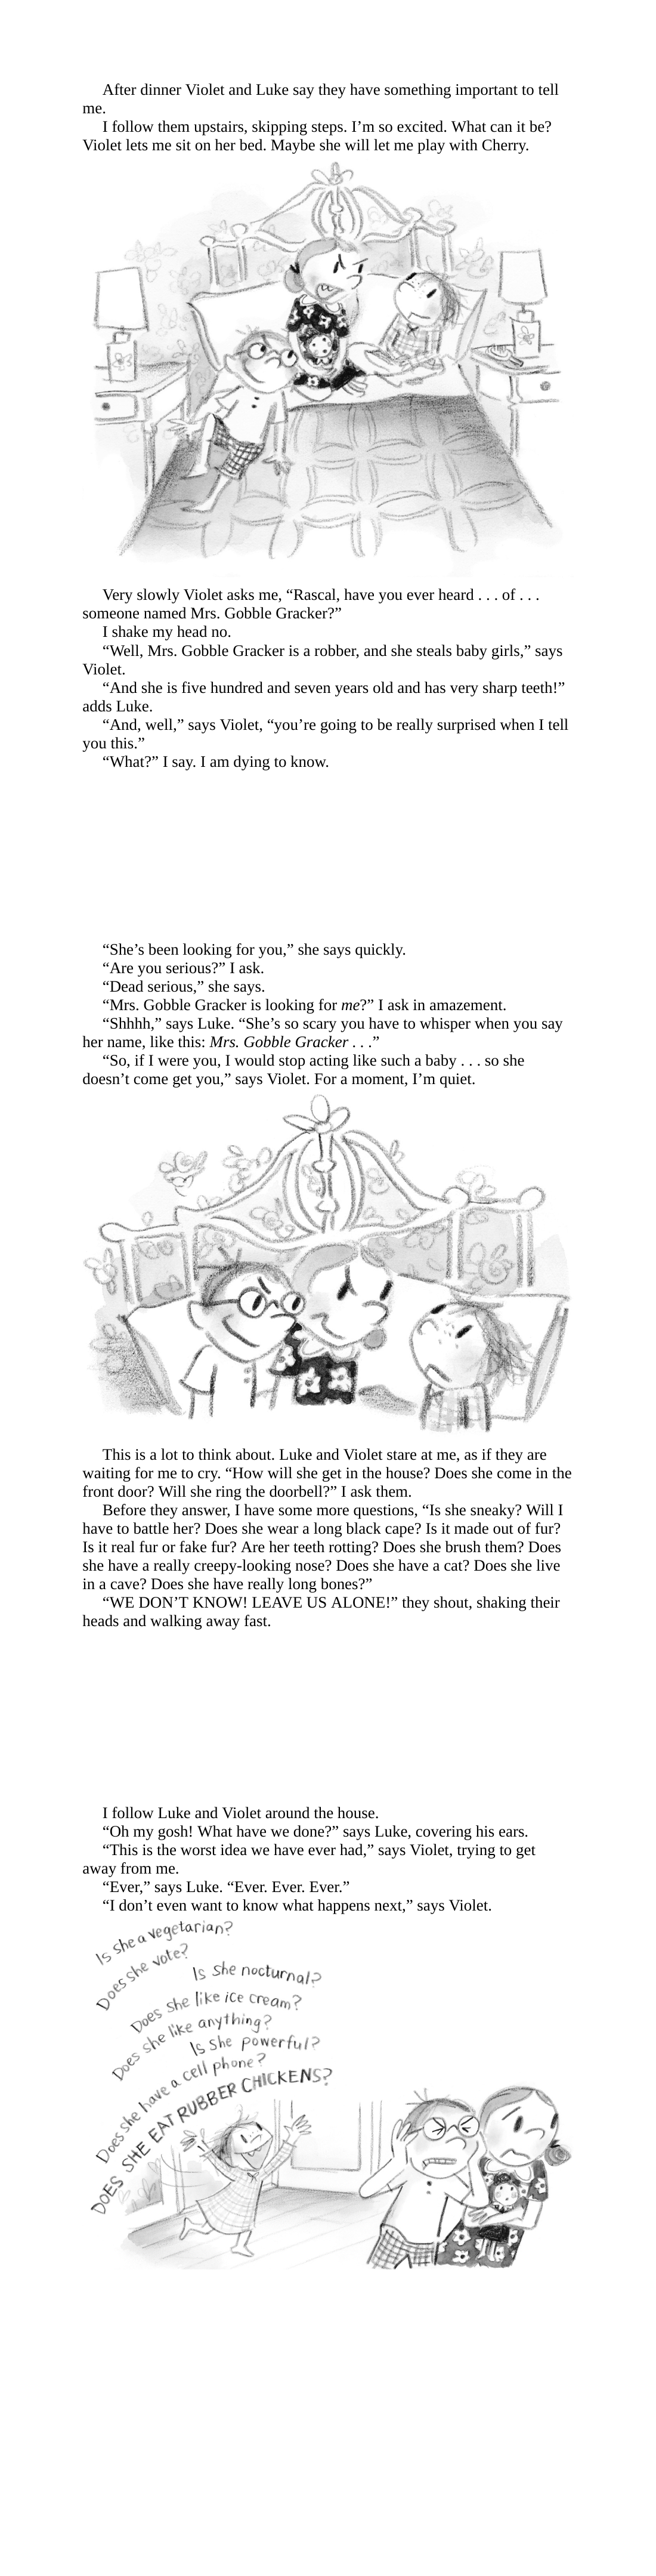 After dinner Violet and Luke say they have something important to tell
me.
I follow them upstairs, skipping steps. I’m so excited. What can it be?
Violet lets me sit on her bed. Maybe she will let me play with Cherry.
Very slowly Violet asks me, “Rascal, have you ever heard . . . of . . .
someone named Mrs. Gobble Gracker?”
I shake my head no.
“Well, Mrs. Gobble Gracker is a robber, and she steals baby girls,” says
Violet.
“And she is five hundred and seven years old and has very sharp teeth!”
adds Luke.
“And, well,” says Violet, “you’re going to be really surprised when I tell
you this.”
“What?” I say. I am dying to know.
“She’s been looking for you,” she says quickly.
“Are you serious?” I ask.
“Dead serious,” she says.
“Mrs. Gobble Gracker is looking for me?” I ask in amazement.
“Shhhh,” says Luke. “She’s so scary you have to whisper when you say
her name, like this: Mrs. Gobble Gracker . . .”
“So, if I were you, I would stop acting like such a baby . . . so she
doesn’t come get you,” says Violet. For a moment, I’m quiet.
This is a lot to think about. Luke and Violet stare at me, as if they are
waiting for me to cry. “How will she get in the house? Does she come in the
front door? Will she ring the doorbell?” I ask them.
Before they answer, I have some more questions, “Is she sneaky? Will I
have to battle her? Does she wear a long black cape? Is it made out of fur?
Is it real fur or fake fur? Are her teeth rotting? Does she brush them? Does
she have a really creepy-looking nose? Does she have a cat? Does she live
in a cave? Does she have really long bones?”
“WE DON’T KNOW! LEAVE US ALONE!” they shout, shaking their
heads and walking away fast.
I follow Luke and Violet around the house.
“Oh my gosh! What have we done?” says Luke, covering his ears.
“This is the worst idea we have ever had,” says Violet, trying to get
away from me.
“Ever,” says Luke. “Ever. Ever. Ever.”
“I don’t even want to know what happens next,” says Violet.
Is she a vegetarian?
Does she vote?
Is she nocturnal?
Does she like ice cream?
Does she like anything?
Is she powerful?
Does she have a cell phone?
DOES SHE EAT RUBBER CHICKENS?